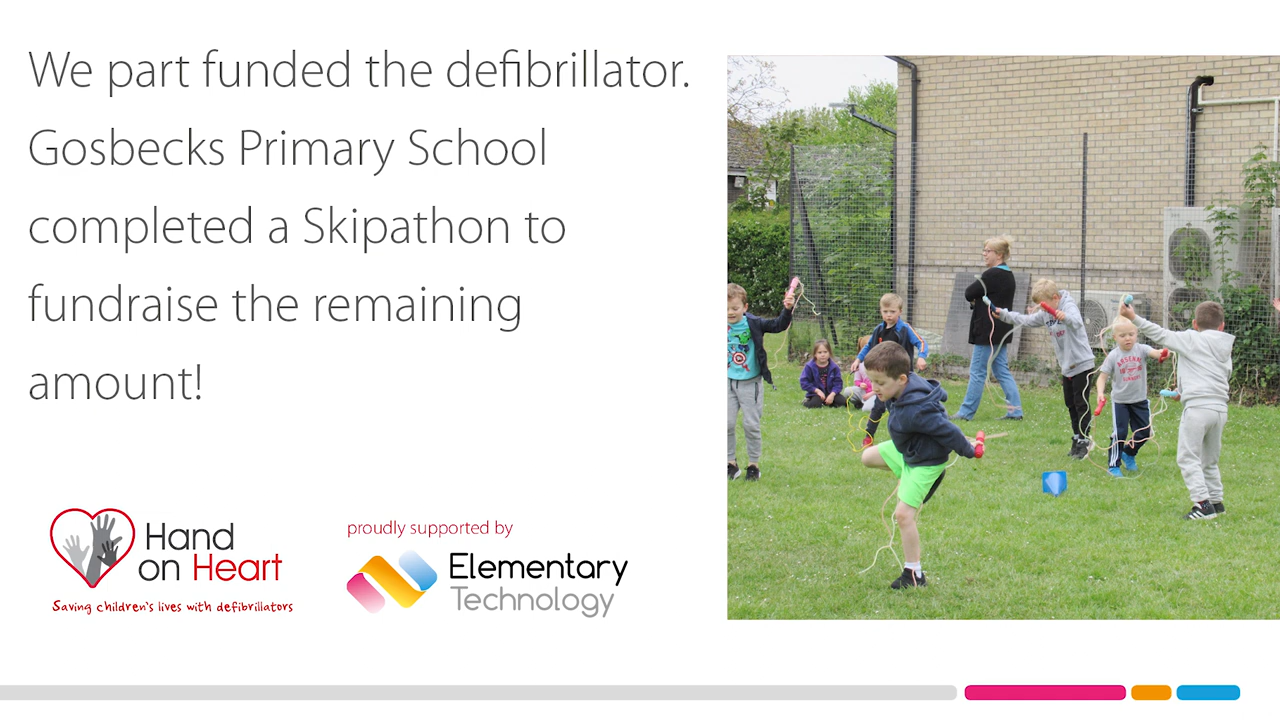 We part funded the defibrillator.
Gosbecks Primary School
completed a Skipathon to
fundraise the remaining
amount!
Hand
on Heart
Saving children's lives with defibrillators
proudly supported by
Elementary
Technology